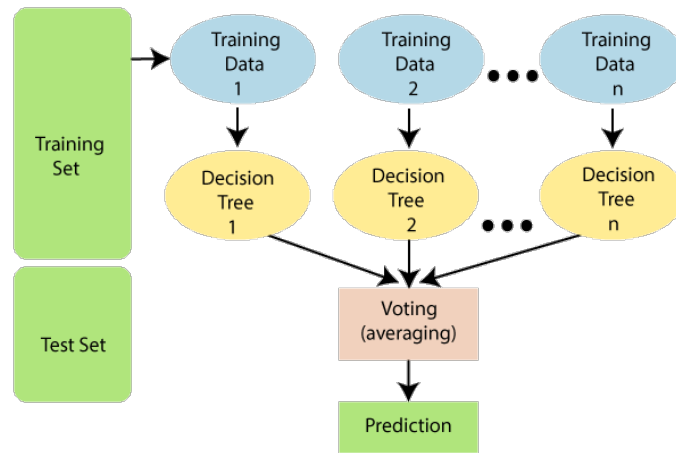 Training
Set
Training
Data
1
Training
Data
2
Training
Data
n
Decision
Tree
1
Decision
Tree
2
Decision
Tree
n
Test Set
Voting
(averaging)
Prediction